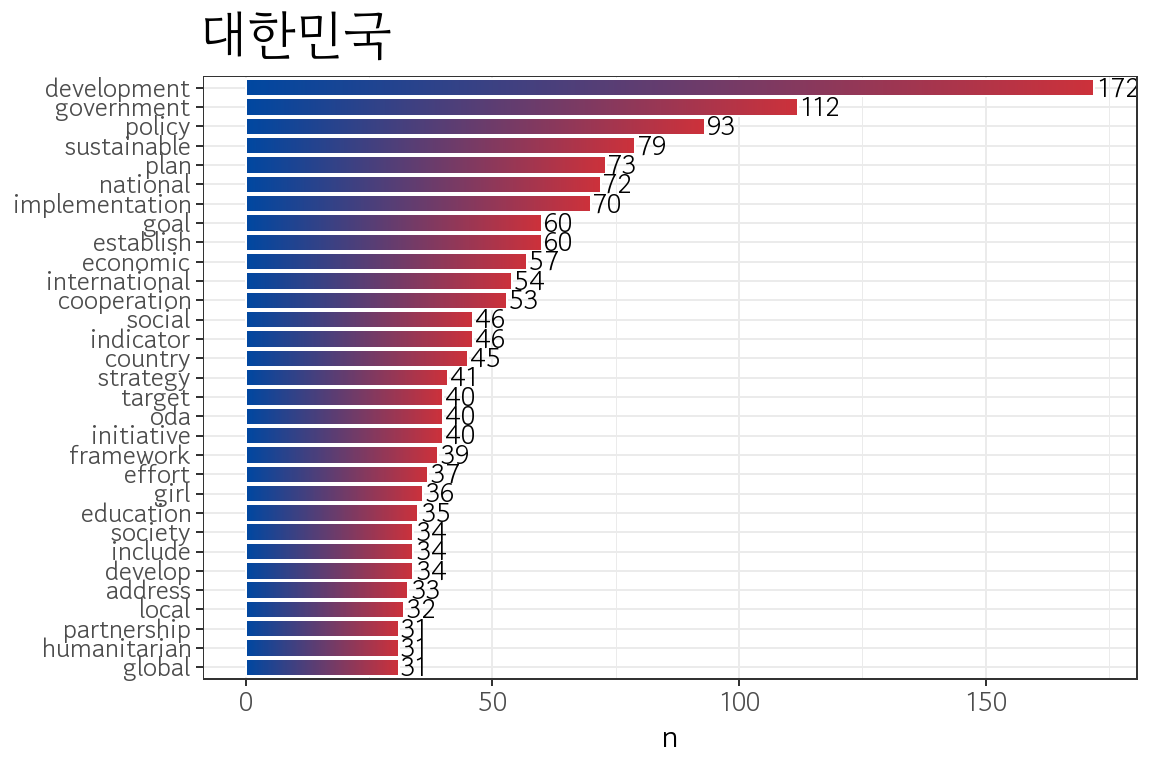 대한민국
development 172
government 112
policy 93
sustainable 79
plan 73
national 72
implementation 70
goal 60
establish 60
economic 57
international 54
cooperation 53
social 46
indicator 46
country 45
strategy 41
target 40
oda 40
initiative 40
framework 39
effort 37
girl 36
education 35
society 34
include 34
develop 34
address 33
local 32
partnership 31
humanitarian 31
global 31
0 50 100 150
n